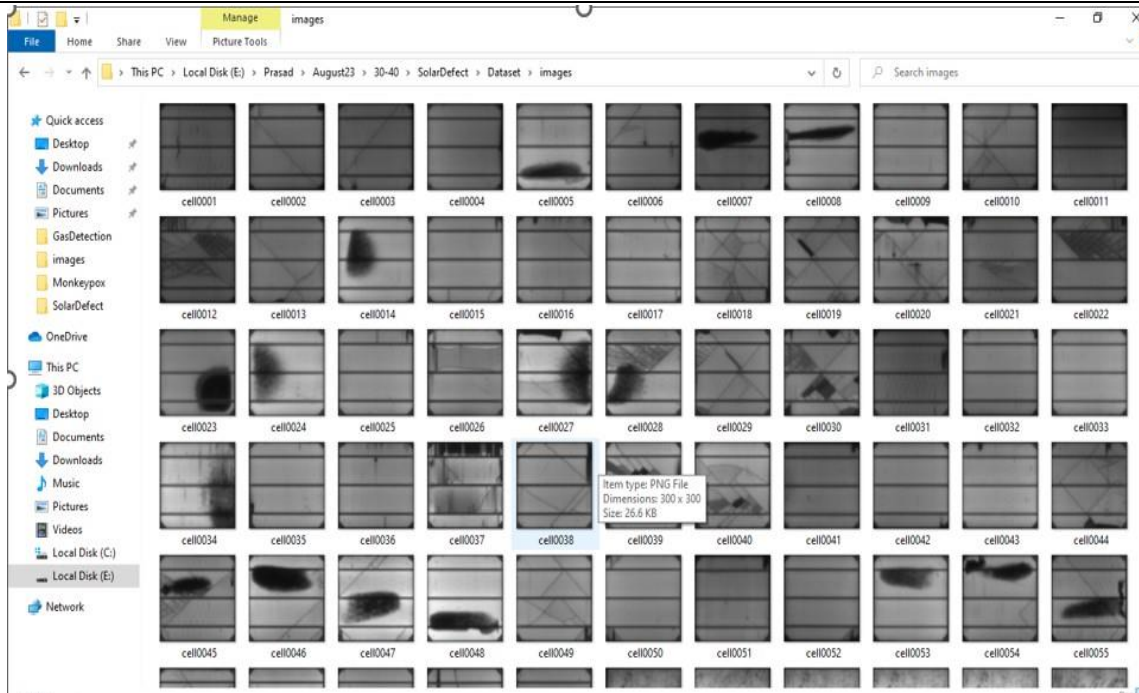 Manage images
File Home Share View Picture Tools
This PC > Local Disk (E:) > Prasad > August23 > 30-40 > SolarDefect > Dataset > images
Search images
Quick access
Desktop
Downloads
Documents
Pictures
GasDetection
images
Monkeypox
SolarDefect
OneDrive
This PC
3D Objects
Desktop
Documents
Downloads
Music
Pictures
Videos
Local Disk (C:)
Local Disk (E:)
Network
cell0001 cell0002 cell0003 cell0004 cell0005 cell0006 cell0007 cell0008 cell0009 cell0010 cell0011
cell0012 cell0013 cell0014 cell0015 cell0016 cell0017 cell0018 cell0019 cell0020 cell0021 cell0022
cell0023 cell0024 cell0025 cell0026 cell0027 cell0028 cell0029 cell0030 cell0031 cell0032 cell0033
Item type: PNG File
Dimensions: 300 x 300
Size: 26.6 KB
cell0034 cell0035 cell0036 cell0037 cell0038 cell0039 cell0040 cell0041 cell0042 cell0043 cell0044
cell0045 cell0046 cell0047 cell0048 cell0049 cell0050 cell0051 cell0052 cell0053 cell0054 cell0055